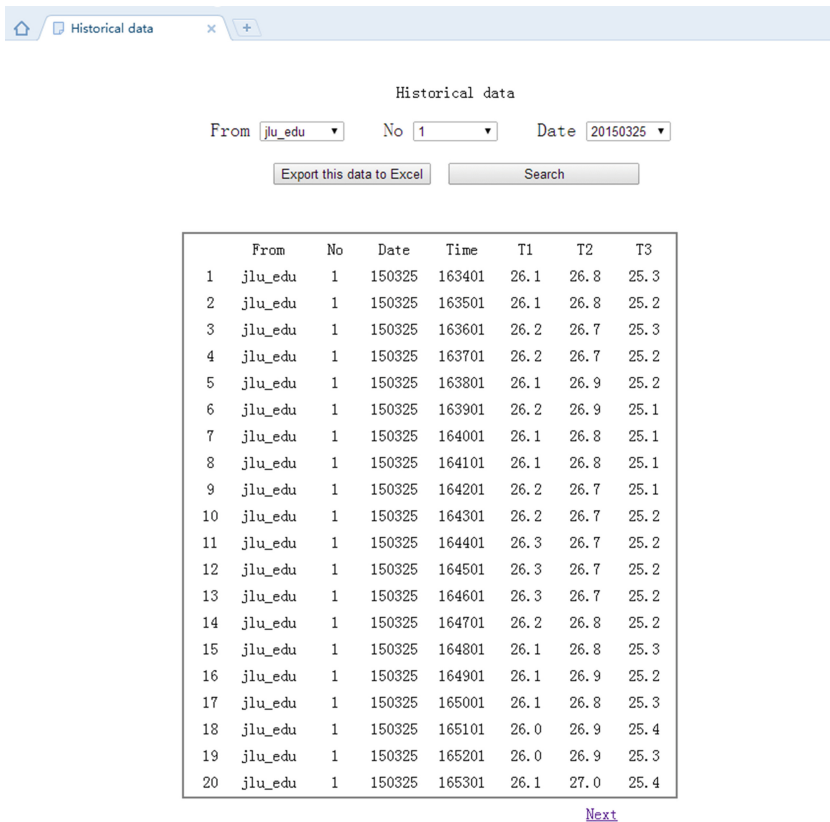 Historical data
Historical data
From jlu_edu No 1 Date 20150325
Export this data to Excel Search
From No Date Time T1 T2 T3
1 jlu_edu 1 150325 163401 26.1 26.8 25.3
2 jlu_edu 1 150325 163501 26.1 26.8 25.2
3 jlu_edu 1 150325 163601 26.2 26.7 25.3
4 jlu_edu 1 150325 163701 26.2 26.7 25.2
5 jlu_edu 1 150325 163801 26.1 26.9 25.2
6 jlu_edu 1 150325 163901 26.2 26.9 25.1
7 jlu_edu 1 150325 164001 26.1 26.8 25.1
8 jlu_edu 1 150325 164101 26.1 26.8 25.1
9 jlu_edu 1 150325 164201 26.2 26.7 25.1
10 jlu_edu 1 150325 164301 26.2 26.7 25.2
11 jlu_edu 1 150325 164401 26.3 26.7 25.2
12 jlu_edu 1 150325 164501 26.3 26.7 25.2
13 jlu_edu 1 150325 164601 26.3 26.7 25.2
14 jlu_edu 1 150325 164701 26.2 26.8 25.2
15 jlu_edu 1 150325 164801 26.1 26.8 25.3
16 jlu_edu 1 150325 164901 26.1 26.9 25.2
17 jlu_edu 1 150325 165001 26.1 26.8 25.3
18 jlu_edu 1 150325 165101 26.0 26.9 25.4
19 jlu_edu 1 150325 165201 26.0 26.9 25.3
20 jlu_edu 1 150325 165301 26.1 27.0 25.4
Next